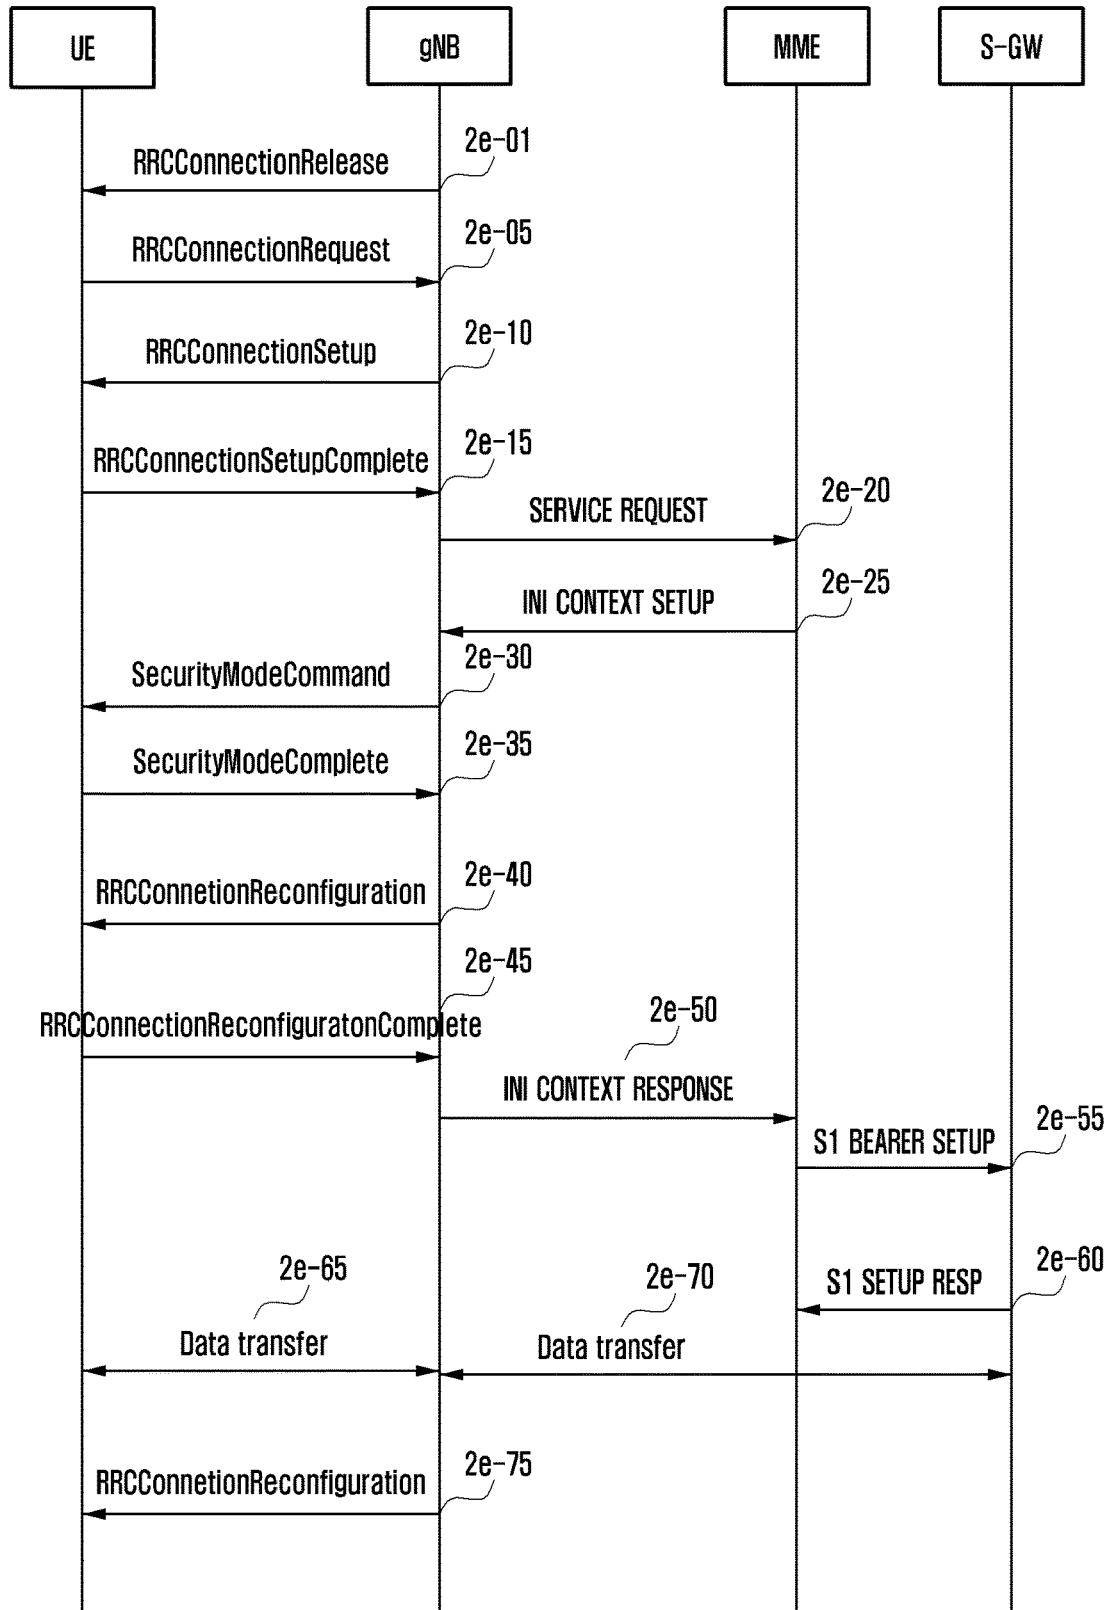 UE
gNB
MME
S-GW
2e-01
RRCConnectionRelease
2e-05
RRCConnectionRequest
2e-10
RRCConnectionSetup
2e-15
RRCConnectionSetupComplete
2e-20
SERVICE REQUEST
2e-25
INI CONTEXT SETUP
2e-30
SecurityModeCommand
2e-35
SecurityModeComplete
2e-40
RRCConnetionReconfiguration
2e-45
RRCConnectionReconfiguratonComplete
2e-50
INI CONTEXT RESPONSE
2e-55
S1 BEARER SETUP
2e-60
S1 SETUP RESP
2e-65
Data transfer
2e-70
Data transfer
2e-75
RRCConnetionReconfiguration